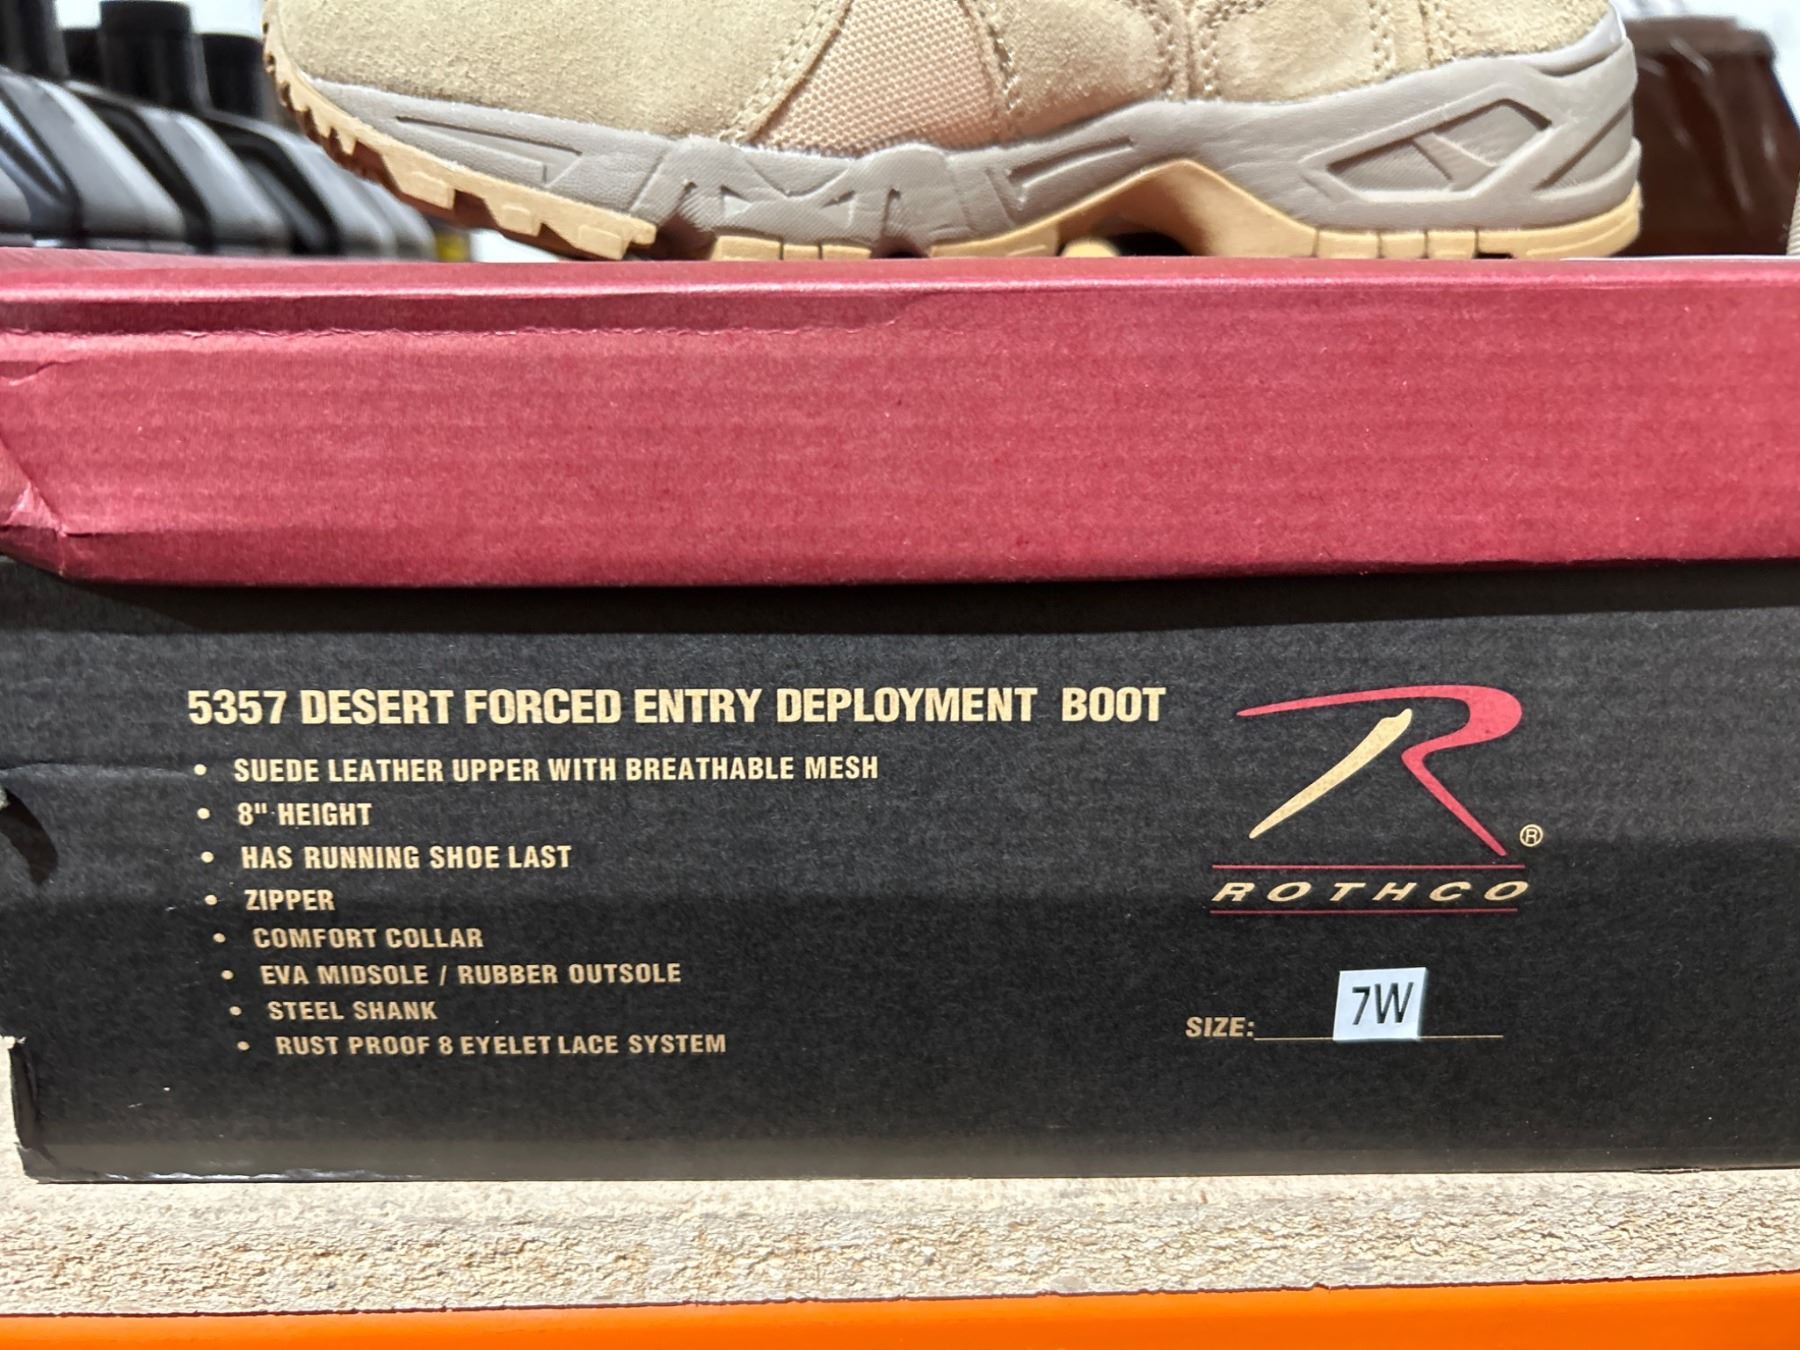 5357 DESERT FORCED ENTRY DEPLOYMENT BOOT
• SUEDE LEATHER UPPER WITH BREATHABLE MESH
• 8" HEIGHT
• HAS RUNNING SHOE LAST
• ZIPPER
• COMFORT COLLAR
• EVA MIDSOLE / RUBBER OUTSOLE
• STEEL SHANK
• RUST PROOF 8 EYELET LACE SYSTEM
R®
ROTHCO
SIZE: 7W